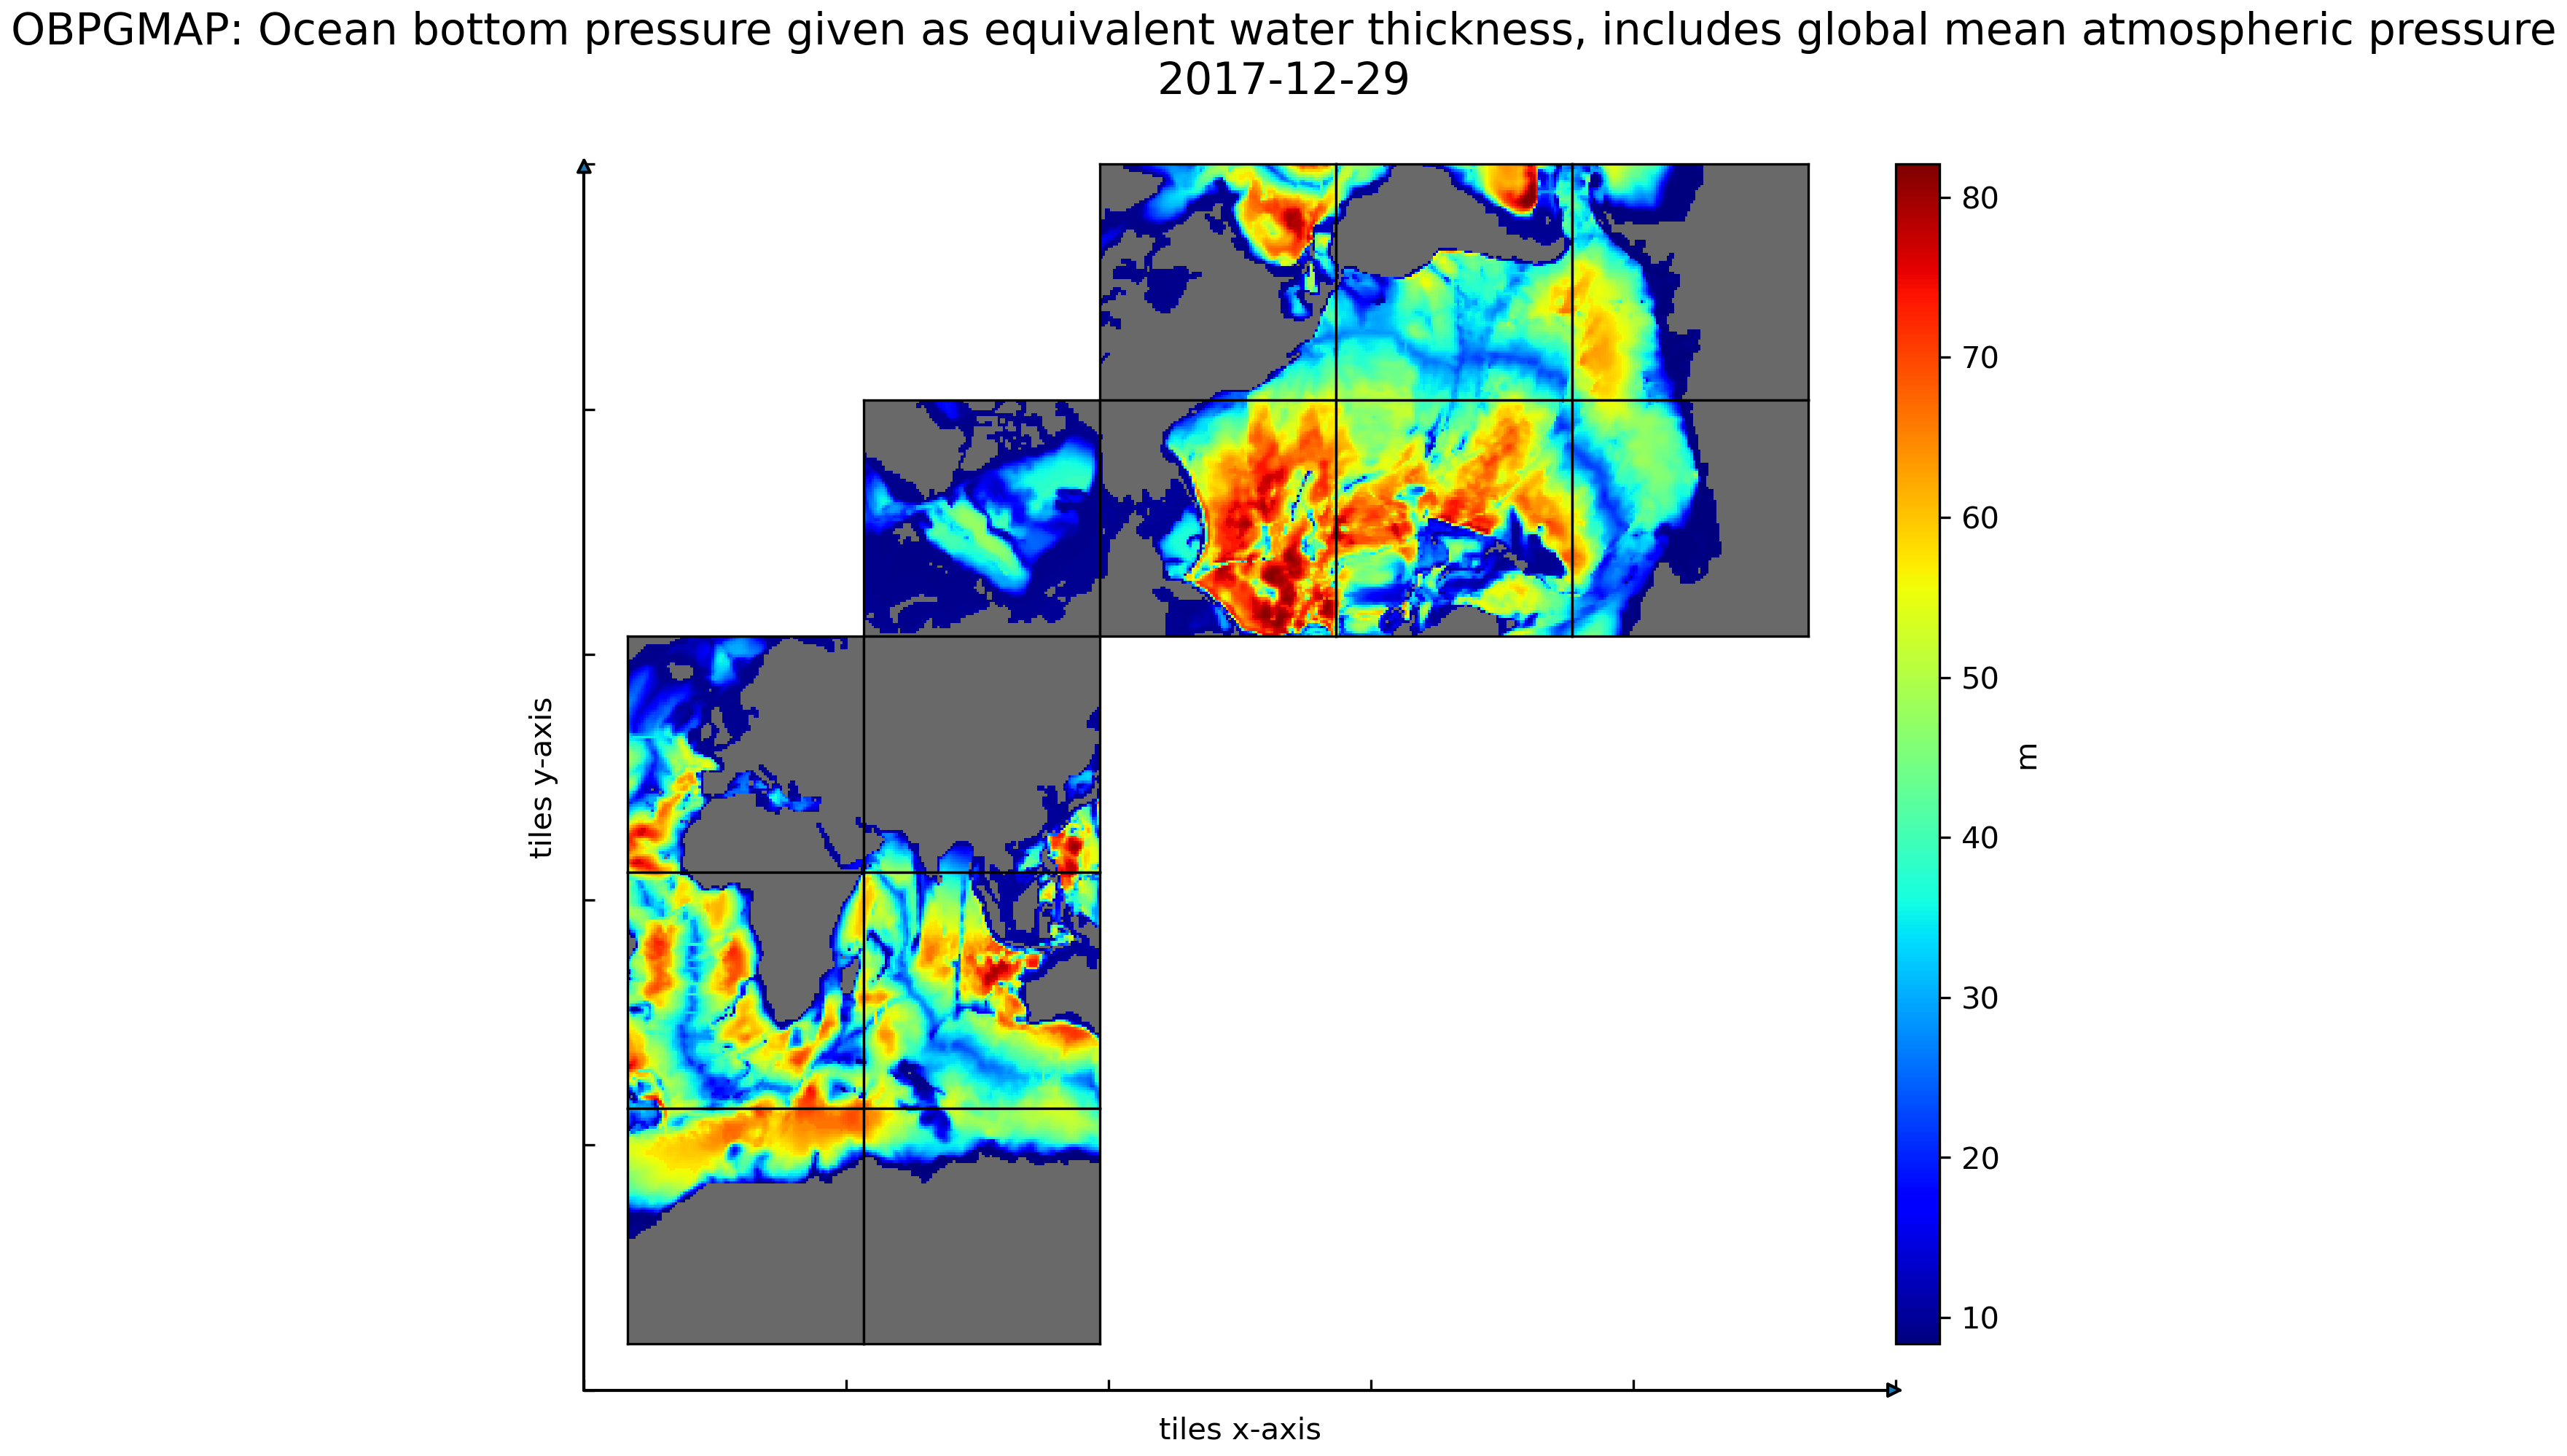 OBPGMAP: Ocean bottom pressure given as equivalent water thickness, includes global mean atmospheric pressure
2017-12-29
tiles y-axis
tiles x-axis
80
70
60
50
40
30
20
10
m